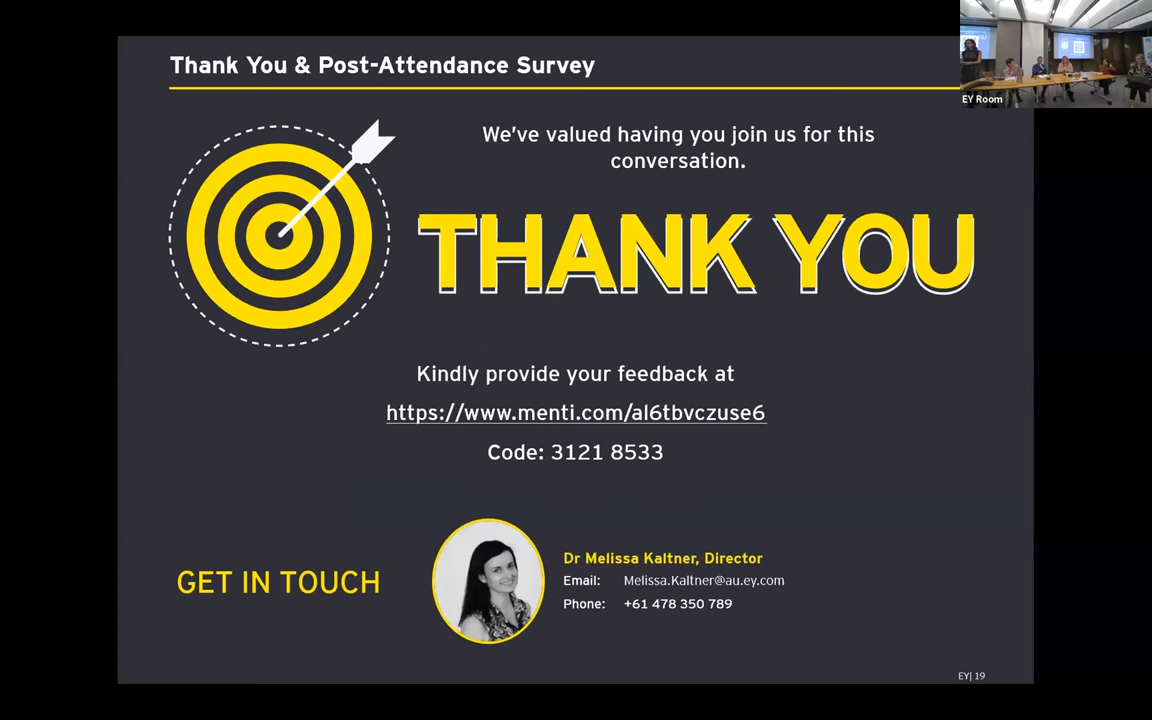 Thank You & Post-Attendance Survey
EY Room
We've valued having you join us for this
conversation.
THANK YOU
Kindly provide your feedback at
https://www.menti.com/al6tbvczuse6
Code: 3121 8533
GET IN TOUCH
Dr Melissa Kaltner, Director
Email: Melissa.Kaltner@au.ey.com
Phone: +61 478 350 789
EY| 19